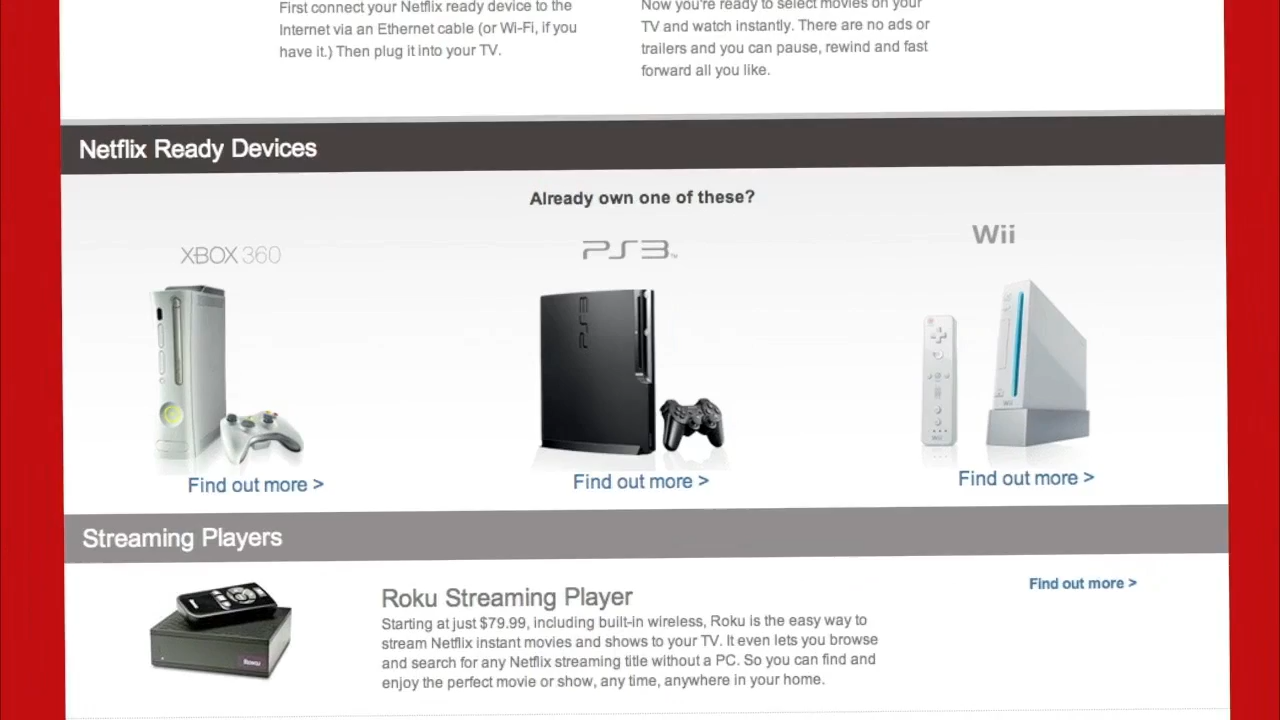 First connect your Netflix ready device to the
Internet via an Ethernet cable (or Wi-Fi, if you
have it.) Then plug it into your TV.
Now you're ready to select movies on your
TV and watch instantly. There are no ads or
trailers and you can pause, rewind and fast
forward all you like.
Netflix Ready Devices
Already own one of these?
XBOX 360
PS3™
Wii
PS3
Wii
Wii
Find out more >
Find out more >
Find out more >
Streaming Players
Roku Streaming Player
Find out more >
Starting at just $79.99, including built-in wireless, Roku is the easy way to
stream Netflix instant movies and shows to your TV. It even lets you browse
and search for any Netflix streaming title without a PC. So you can find and
enjoy the perfect movie or show, any time, anywhere in your home.
Roku